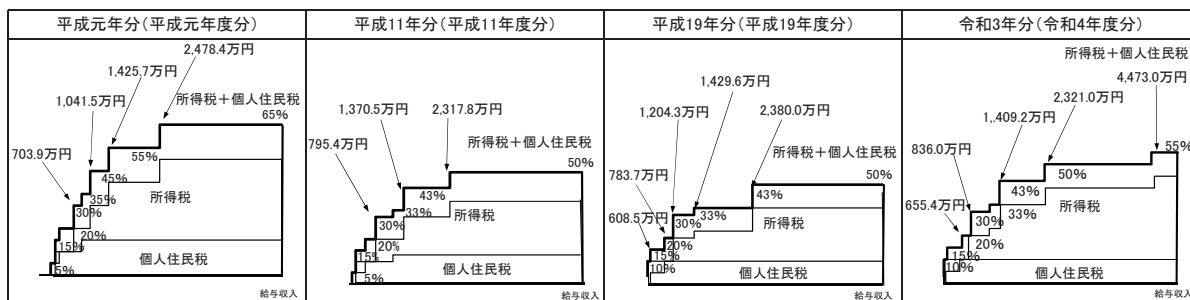 平成元年分(平成元年度分)
2,478.4万円
1,425.7万円
1,041.5万円
703.9万円
所得税+個人住民税
65%
55%
45%
35%
30%
20%
15%
5%
所得税
個人住民税
給与収入
平成11年分(平成11年度分)
1,370.5万円
2,317.8万円
795.4万円
所得税+個人住民税
50%
43%
33%
30%
20%
15%
5%
所得税
個人住民税
給与収入
平成19年分(平成19年度分)
1,429.6万円
1,204.3万円
2,380.0万円
783.7万円
608.5万円
所得税+個人住民税
50%
43%
33%
30%
20%
15%
10%
所得税
個人住民税
給与収入
令和3年分(令和4年度分)
所得税+個人住民税
4,473.0万円
2,321.0万円
1,.409.2万円
836.0万円
655.4万円
55%
50%
43%
33%
30%
20%
15%
10%
所得税
個人住民税
給与収入